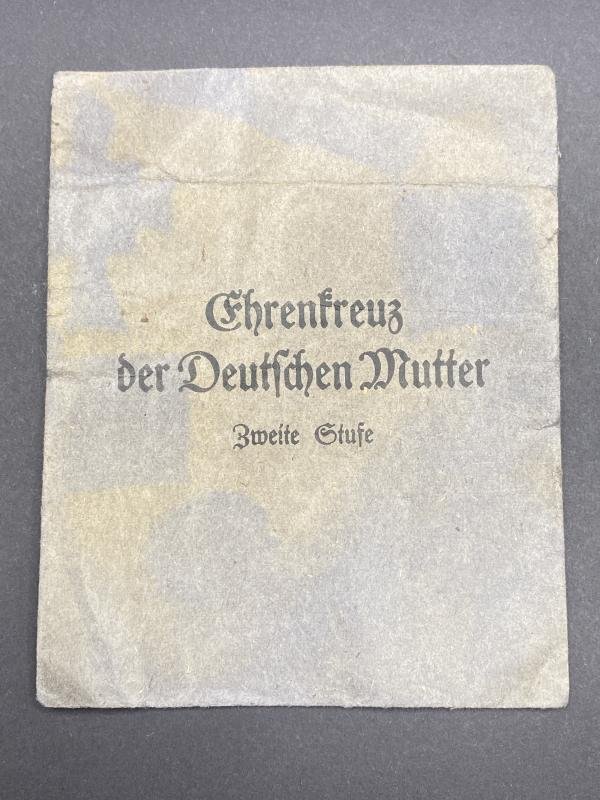 Ehrenkreuz
der Deutschen Mutter
Zweite Stufe